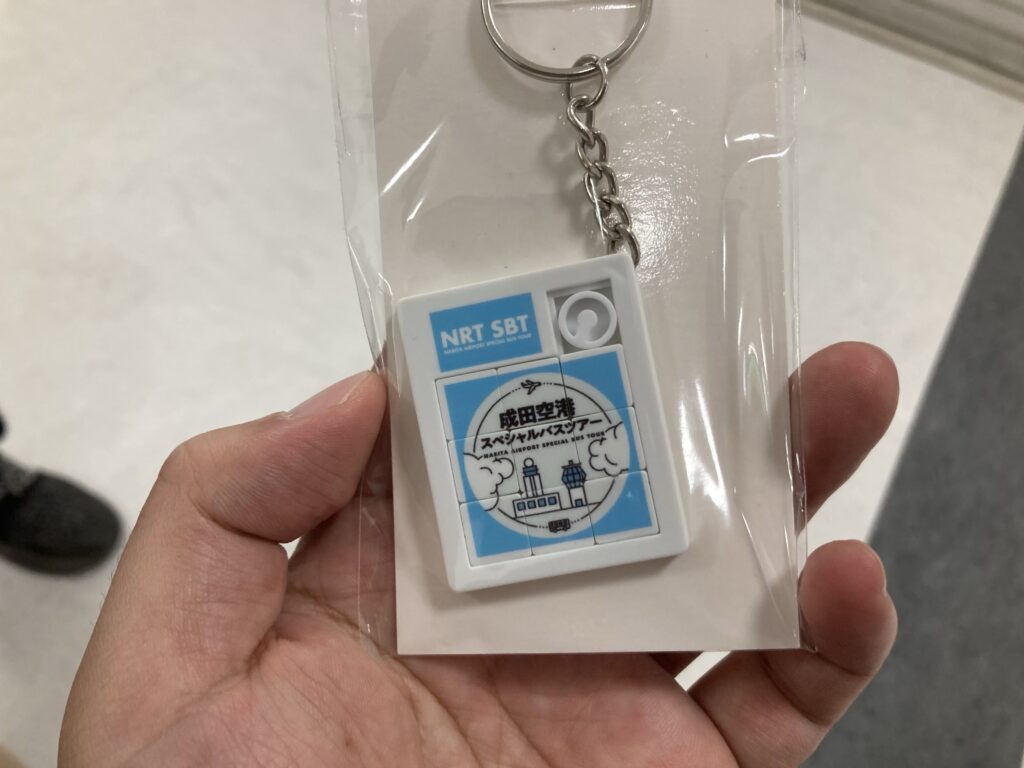 NRT SBT
NARITA AIRPORT SPECIAL BUS TOUR
成田空港
スペシャルバスツアー
NARITA AIRPORT SPECIAL BUS TOUR